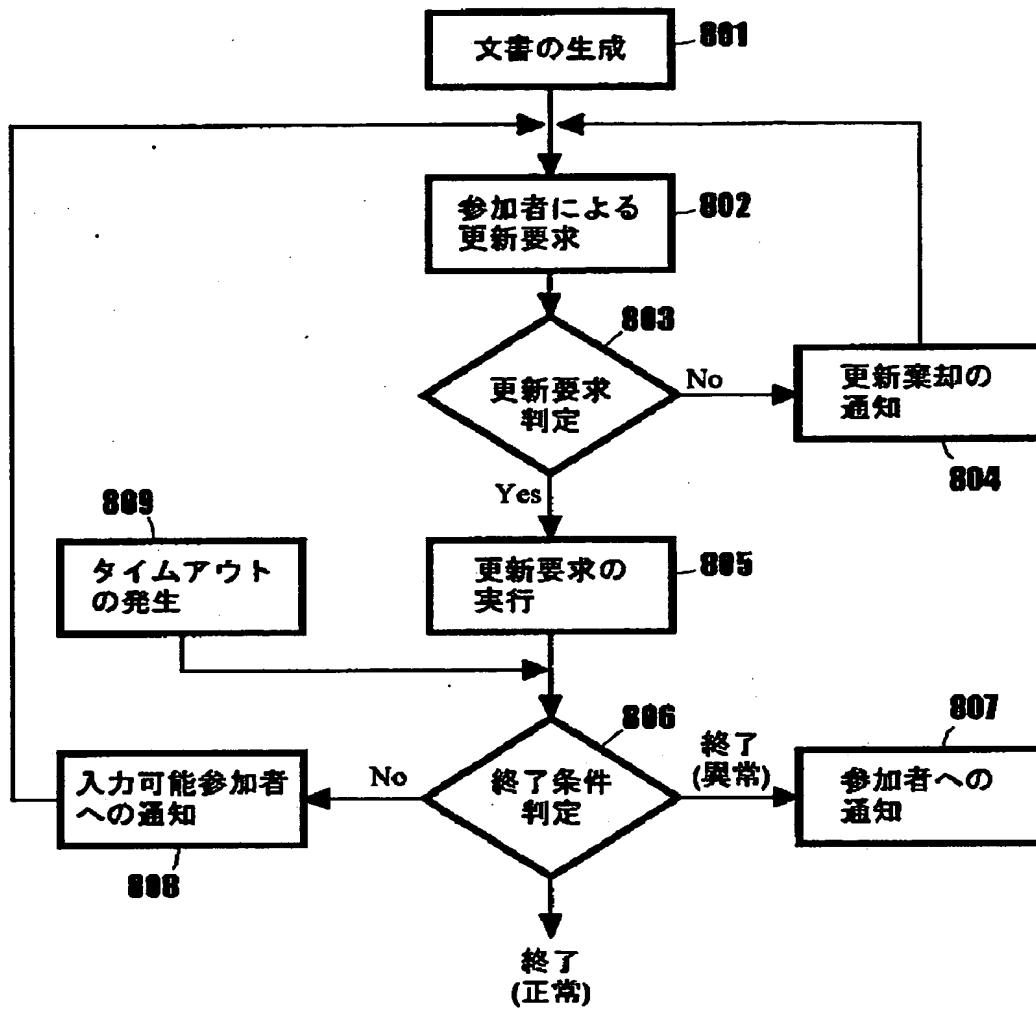 文書の生成
801
参加者による
更新要求
802
803
更新要求
判定
No
更新棄却の
通知
804
Yes
809
タイムアウト
の発生
更新要求の
実行
805
806
終了条件
判定
No
入力可能参加者
への通知
808
終了
(異常)
807
参加者への
通知
終了
(正常)